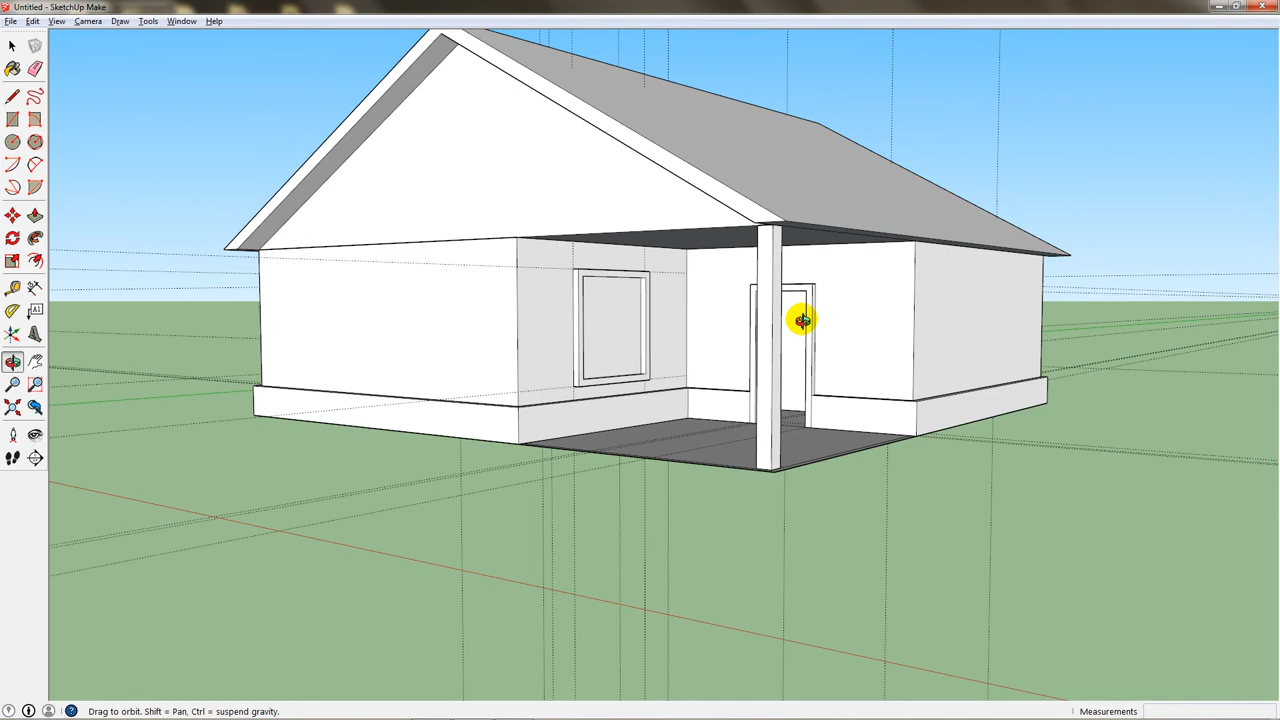 Untitled - SketchUp Make
File Edit View Camera Draw Tools Window Help
A1
Drag to orbit. Shift = Pan, Ctrl = suspend gravity.
Measurements